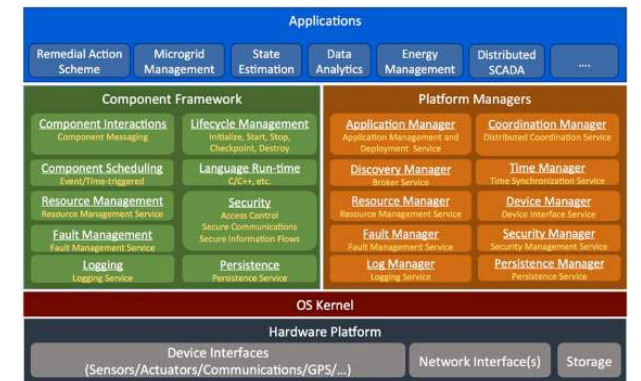 Applications
Remedial Action
Scheme
Microgrid
Management
State
Estimation
Data
Analytics
Energy
Management
Distributed
SCADA
....
Component Framework
Component Interactions
Component Messaging
Lifecycle Management
Initialize, Start, Stop,
Checkpoint, Destroy
Component Scheduling
Event/Time-triggered
Language Run-time
C/C++, etc.
Resource Management
Resource Management Service
Security
Access Control
Secure Communications
Secure Information Flows
Fault Management
Fault Management Service
Logging
Logging Service
Persistence
Persistence Service
Platform Managers
Application Manager
Application Management and
Deployment Service
Coordination Manager
Distributed Coordination Service
Discovery Manager
Broker Service
Time Manager
Time Synchronization Service
Resource Manager
Resource Management Service
Device Manager
Device Interface Service
Fault Manager
Fault Management Service
Security Manager
Security Management Service
Log Manager
Logging Service
Persistence Manager
Persistence Service
OS Kernel
Hardware Platform
Device Interfaces
(Sensors/Actuators/Communications/GPS/...)
Network Interface(s)
Storage